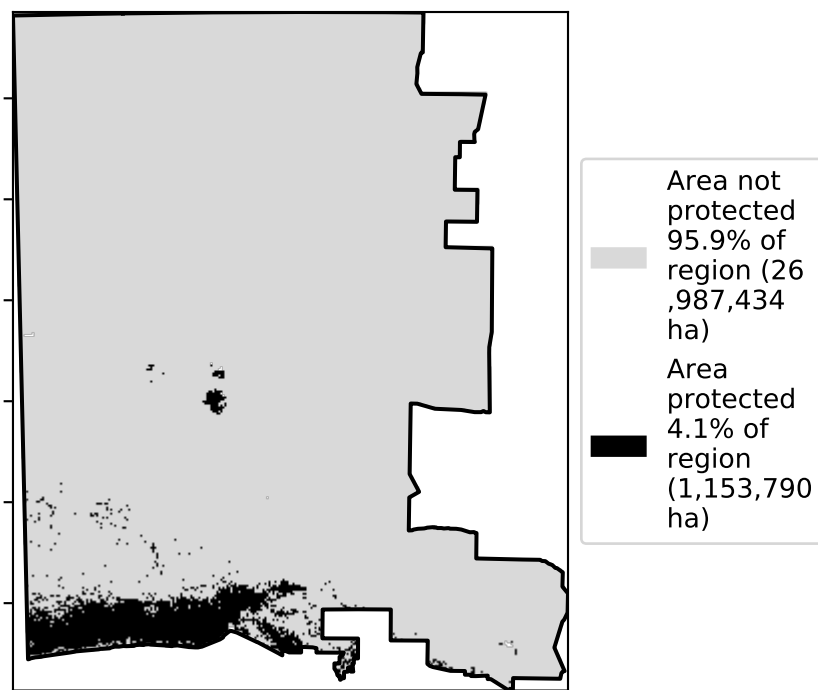 Area not
protected
95.9% of
region (26
,987,434
ha)
Area
protected
4.1% of
region
(1,153,790
ha)